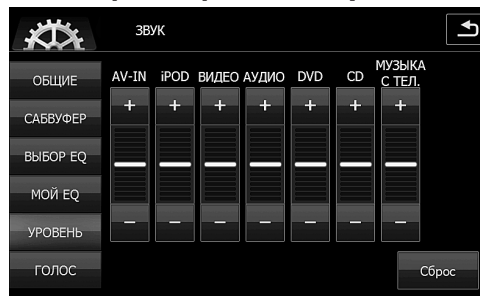 ЗВУК
ОБЩИЕ
САБВУФЕР
ВЫБОР EQ
МОЙ EQ
УРОВЕНЬ
ГОЛОС
AV-IN iPOD ВИДЕО АУДИО DVD CD МУЗЫКА
С ТЕЛ.
+ + + + + + +
– – – – – – –
Сброс